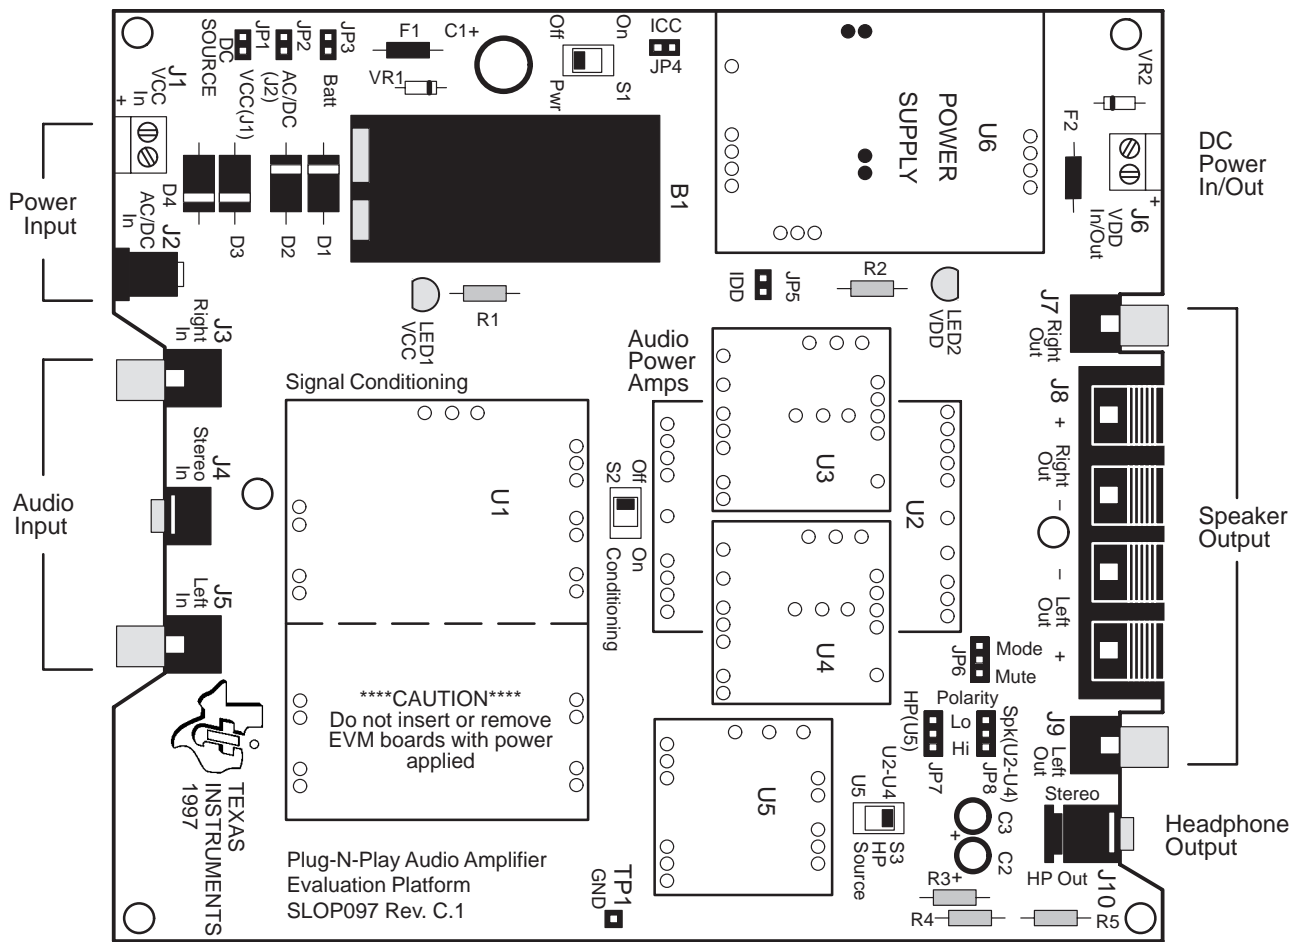 Power
Input
Audio
Input
DC
Power
In/Out
Speaker
Output
Headphone
Output
J1
VCC
In
+
DC
SOURCE
JP1
VCC(J1)
JP2
AC/DC
(J2)
JP3
Batt
F1
C1+
VR1
Off
On
Pwr
S1
ICC
JP4
U6
POWER
SUPPLY
VR2
F2
J6
VDD
In/Out
+
D4
D3
D2
D1
B1
J2
AC/DC
In
LED1
VCC
R1
IDD
JP5
R2
LED2
VDD
J3
Right
In
J4
Stereo
In
J5
Left
In
Signal Conditioning
U1
Audio
Power
Amps
S2
Off
On
Conditioning
U3
U2
U4
J7
Right
Out
J8
+
Right
Out
−
−
Left
Out
+
JP6
Mode
Mute
Polarity
HP(U5)
Lo
Hi
JP7
Spk(U2-U4)
JP8
J9
Left
Out
****CAUTION****
Do not insert or remove
EVM boards with power
applied
TEXAS
INSTRUMENTS
1997
Plug-N-Play Audio Amplifier
Evaluation Platform
SLOP097 Rev. C.1
TP1
GND
U5
U5
U2-U4
Source
HP
S3
C3
+
C2
R3+
R4
R5
Stereo
HP Out
J10